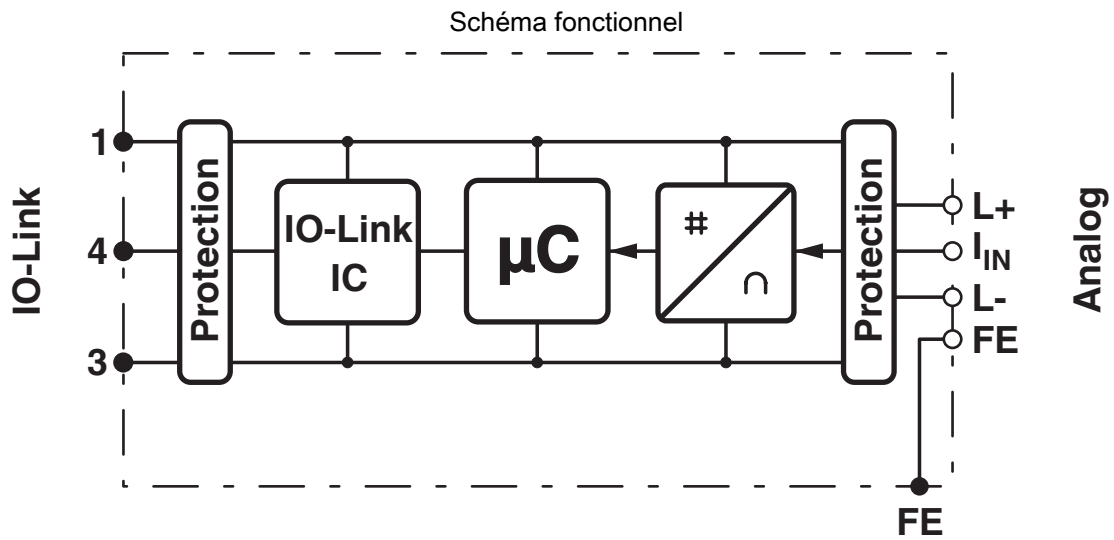 Schéma fonctionnel
IO-Link
1
4
3
Protection
IO-Link
IC
µC
#
∩
Protection
L+
I_IN
L-
FE
FE
Analog